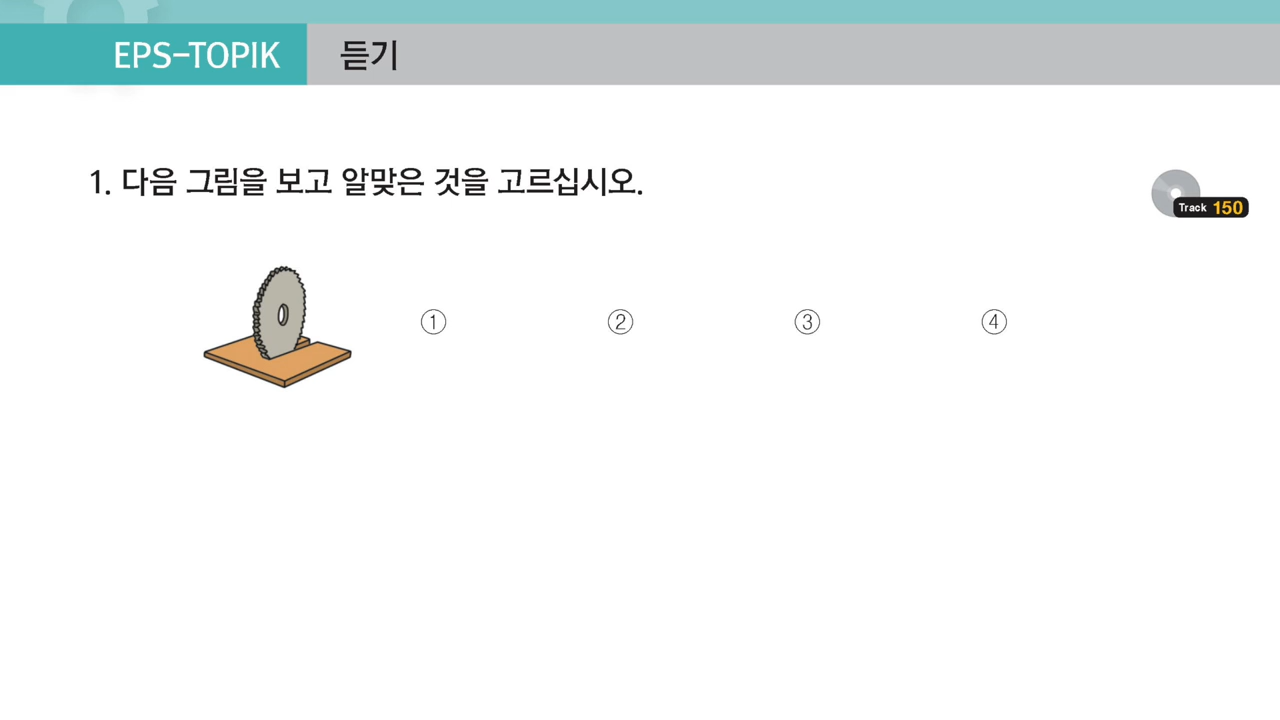 EPS-TOPIK 듣기
1. 다음 그림을 보고 알맞은 것을 고르십시오.
Track 150
① ② ③ ④